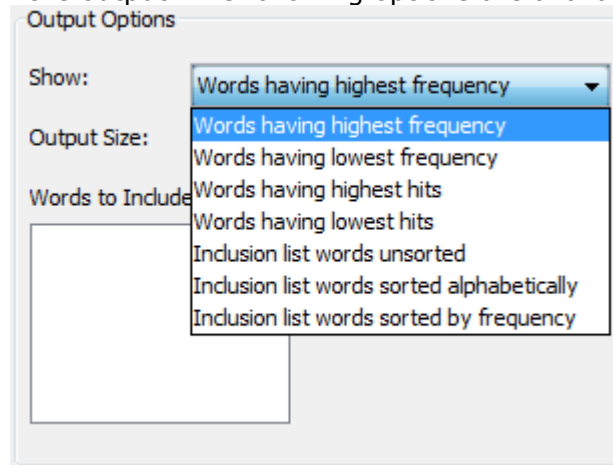 Output Options
Show:
Words having highest frequency
Output Size:
Words having highest frequency
Words having lowest frequency
Words to Include
Words having highest hits
Words having lowest hits
Inclusion list words unsorted
Inclusion list words sorted alphabetically
Inclusion list words sorted by frequency